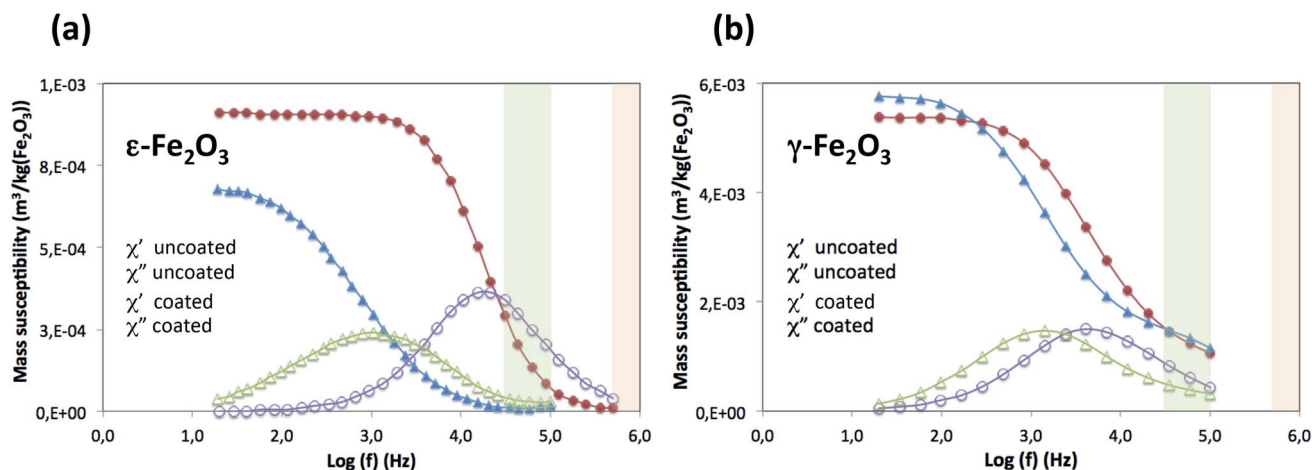 (a)
Mass susceptibility (m³/kg(Fe₂O₃))
1,E-03
8,E-04
5,E-04
3,E-04
0,E+00
ε-Fe₂O₃
χ’ uncoated
χ” uncoated
χ’ coated
χ” coated
0,0 1,0 2,0 3,0 4,0 5,0 6,0
Log (f) (Hz)
(b)
Mass susceptibility (m³/kg(Fe₂O₃))
6,E-03
4,E-03
2,E-03
0,E+00
γ-Fe₂O₃
χ’ uncoated
χ” uncoated
χ’ coated
χ” coated
0,0 1,0 2,0 3,0 4,0 5,0 6,0
Log (f) (Hz)